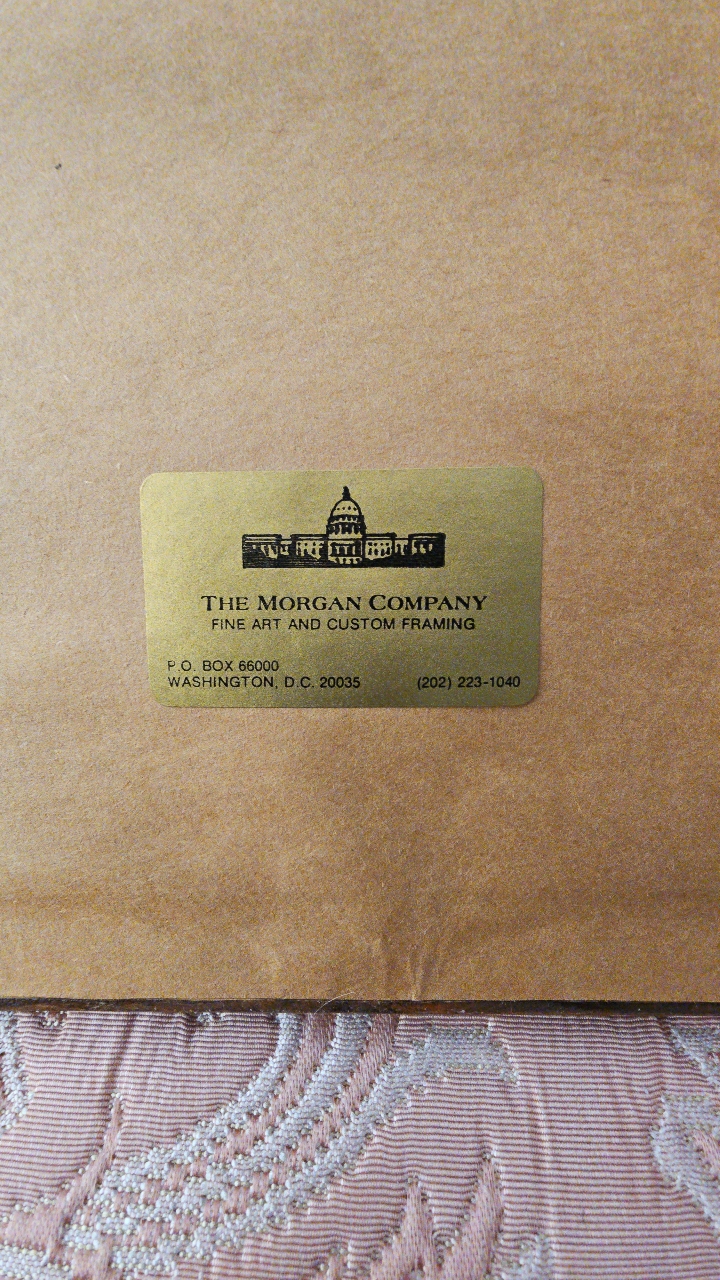 THE MORGAN COMPANY
FINE ART AND CUSTOM FRAMING
P.O. BOX 66000
WASHINGTON, D.C. 20035 (202) 223-1040